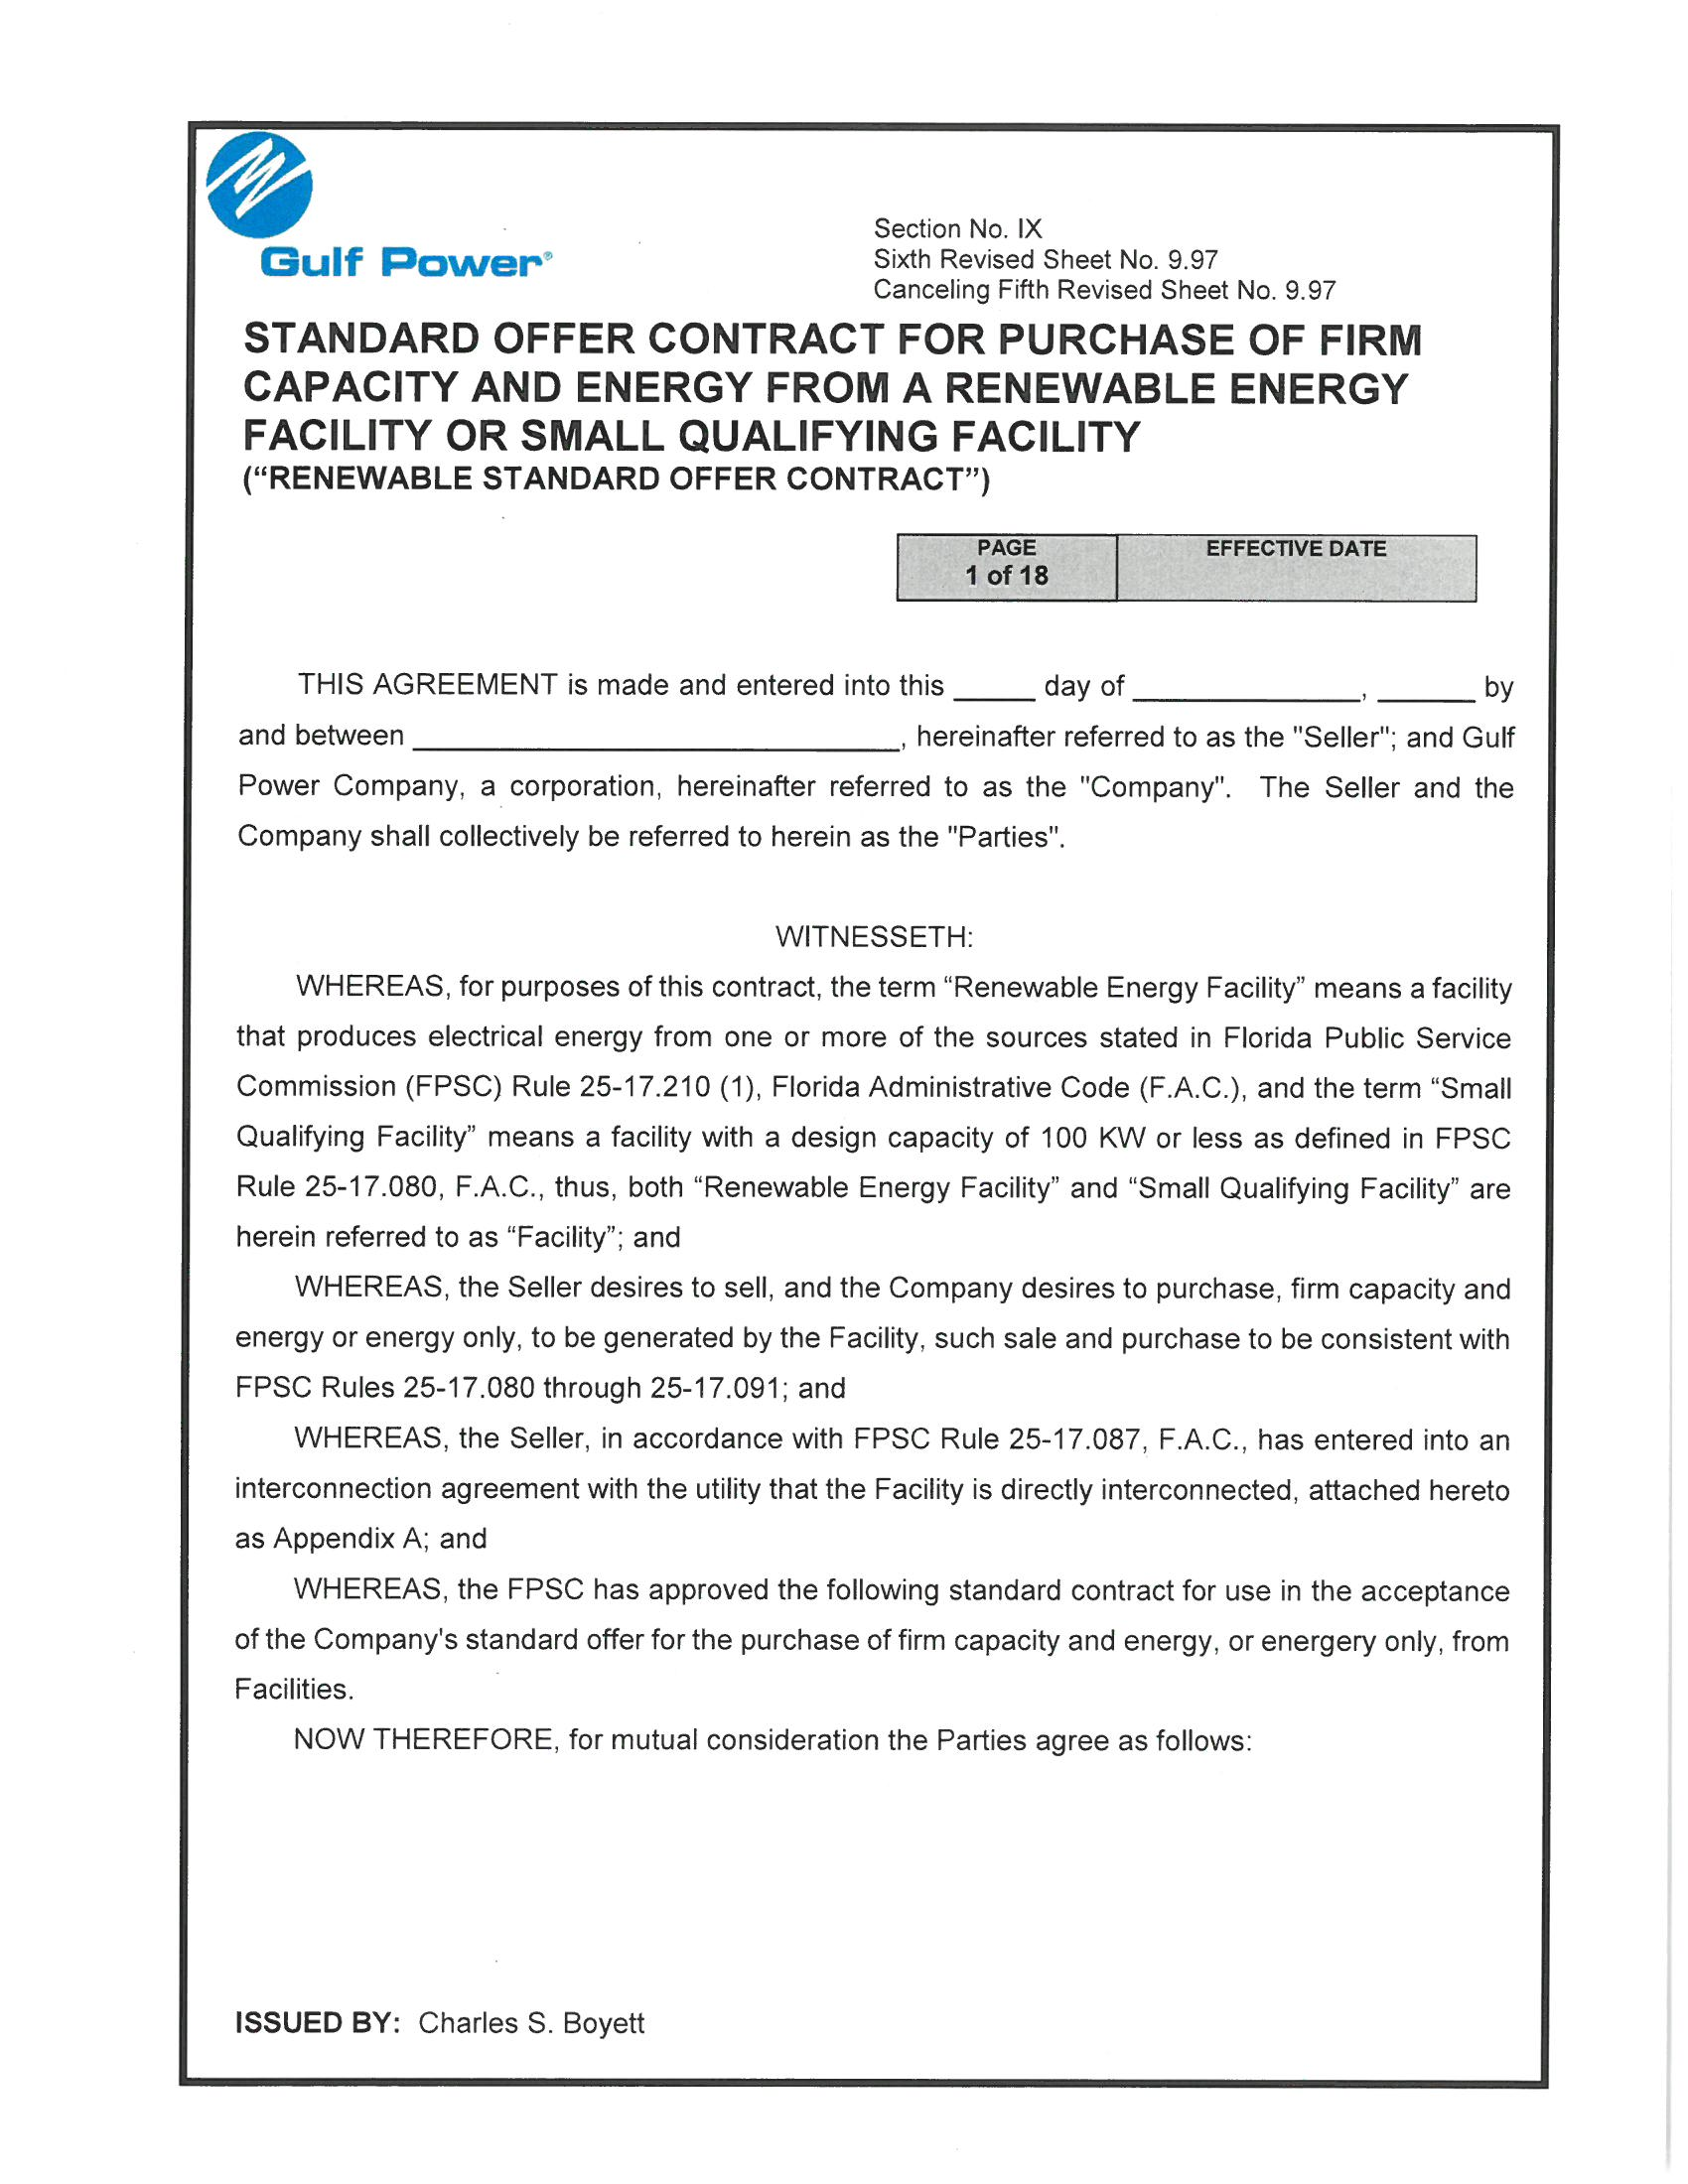 Gulf Power®
Section No. IX
Sixth Revised Sheet No. 9.97
Canceling Fifth Revised Sheet No. 9.97
STANDARD OFFER CONTRACT FOR PURCHASE OF FIRM
CAPACITY AND ENERGY FROM A RENEWABLE ENERGY
FACILITY OR SMALL QUALIFYING FACILITY
(“RENEWABLE STANDARD OFFER CONTRACT”)
PAGE EFFECTIVE DATE
1 of 18
THIS AGREEMENT is made and entered into this _____ day of ______________, ______ by
and between ______________________________, hereinafter referred to as the "Seller"; and Gulf
Power Company, a corporation, hereinafter referred to as the "Company". The Seller and the
Company shall collectively be referred to herein as the "Parties".
WITNESSETH:
WHEREAS, for purposes of this contract, the term “Renewable Energy Facility” means a facility
that produces electrical energy from one or more of the sources stated in Florida Public Service
Commission (FPSC) Rule 25-17.210 (1), Florida Administrative Code (F.A.C.), and the term “Small
Qualifying Facility” means a facility with a design capacity of 100 KW or less as defined in FPSC
Rule 25-17.080, F.A.C., thus, both “Renewable Energy Facility” and “Small Qualifying Facility” are
herein referred to as “Facility”; and
WHEREAS, the Seller desires to sell, and the Company desires to purchase, firm capacity and
energy or energy only, to be generated by the Facility, such sale and purchase to be consistent with
FPSC Rules 25-17.080 through 25-17.091; and
WHEREAS, the Seller, in accordance with FPSC Rule 25-17.087, F.A.C., has entered into an
interconnection agreement with the utility that the Facility is directly interconnected, attached hereto
as Appendix A; and
WHEREAS, the FPSC has approved the following standard contract for use in the acceptance
of the Company's standard offer for the purchase of firm capacity and energy, or energery only, from
Facilities.
NOW THEREFORE, for mutual consideration the Parties agree as follows:
ISSUED BY: Charles S. Boyett